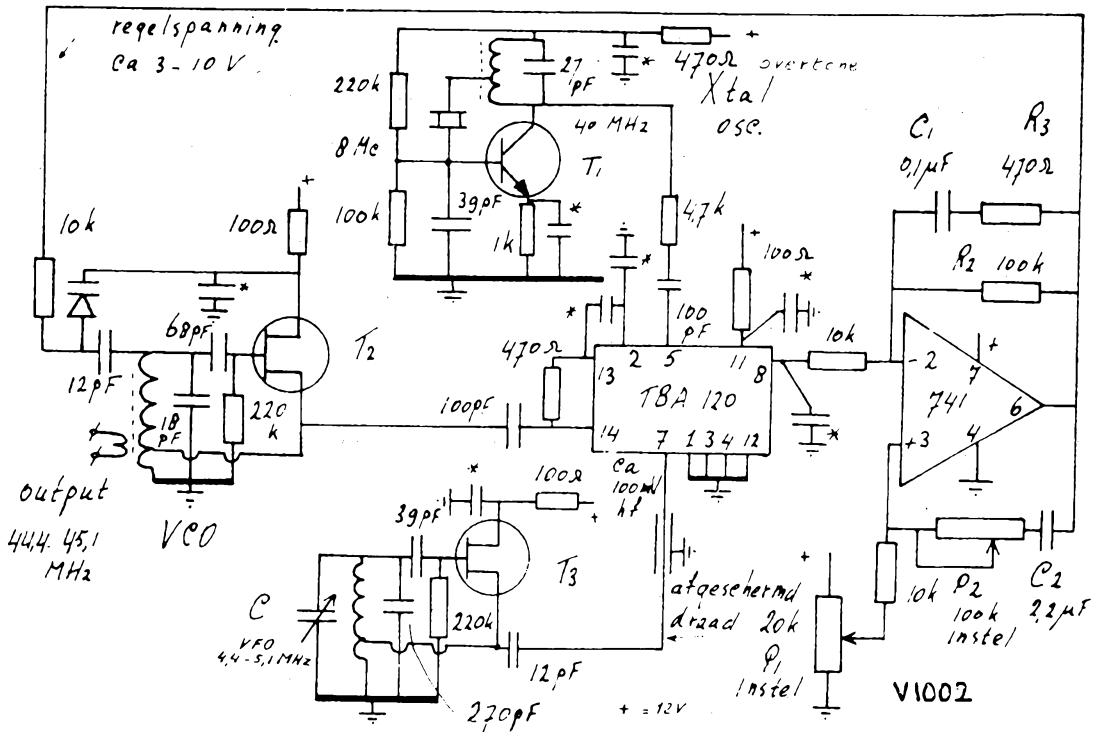 regelspanning
Ca 3-10 V
220k
27
pF
*
470Ω
+
overtone
Xtal
osc.
40 MHz
8 Mc
T1
39pF
100k
1k
*
4,7k
C1
0,1µF
R3
470Ω
R2
100k
10k
100Ω
+
*
68pF
T2
12pF
18
pF
220
k
output
44,4-45,1
MHz
VCO
*
*
100
pF
+
100Ω
*
470Ω
100pF
13
2
5
11
8
TBA 120
14
7
1
3
4
12
10k
*
-2
7
+
741
6
+3
4
ca
100mV
hf
*
100Ω
+
39pF
T3
C
VFO
4,4-5,1MHz
220k
12pF
270pF
afgeschermd
draad
+
20k
P1
instel
10k
P2
100k
instel
C2
2,2µF
+ = 12V
V1002